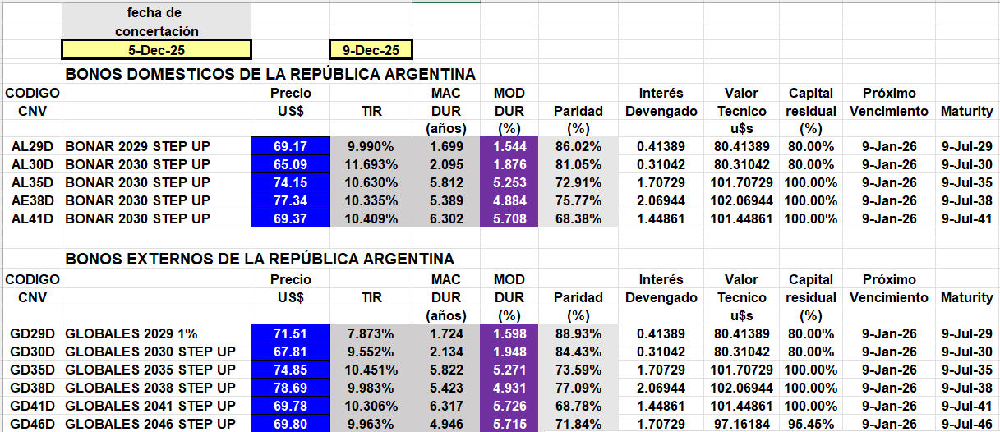 fecha de
concertación
5-Dec-25 9-Dec-25
BONOS DOMESTICOS DE LA REPÚBLICA ARGENTINA
CODIGO Precio MAC MOD Interés Valor Capital Próximo
CNV US$ TIR DUR DUR Paridad Devengado Tecnico residual Vencimiento Maturity
(años) (%) (%) u$s (%)
AL29D BONAR 2029 STEP UP 69.17 9.990% 1.699 1.544 86.02% 0.41389 80.41389 80.00% 9-Jan-26 9-Jul-29
AL30D BONAR 2030 STEP UP 65.09 11.693% 2.095 1.876 81.05% 0.31042 80.31042 80.00% 9-Jan-26 9-Jul-30
AL35D BONAR 2030 STEP UP 74.15 10.630% 5.812 5.253 72.91% 1.70729 101.70729 100.00% 9-Jan-26 9-Jul-35
AE38D BONAR 2030 STEP UP 77.34 10.335% 5.389 4.884 75.77% 2.06944 102.06944 100.00% 9-Jan-26 9-Jul-38
AL41D BONAR 2030 STEP UP 69.37 10.409% 6.302 5.708 68.38% 1.44861 101.44861 100.00% 9-Jan-26 9-Jul-41
BONOS EXTERNOS DE LA REPÚBLICA ARGENTINA
CODIGO Precio MAC MOD Interés Valor Capital Próximo
CNV US$ TIR DUR DUR Paridad Devengado Tecnico residual Vencimiento Maturity
(años) (%) (%) u$s (%)
GD29D GLOBALES 2029 1% 71.51 7.873% 1.724 1.598 88.93% 0.41389 80.41389 80.00% 9-Jan-26 9-Jul-29
GD30D GLOBALES 2030 STEP UP 67.81 9.552% 2.134 1.948 84.43% 0.31042 80.31042 80.00% 9-Jan-26 9-Jul-30
GD35D GLOBALES 2035 STEP UP 74.85 10.451% 5.822 5.271 73.59% 1.70729 101.70729 100.00% 9-Jan-26 9-Jul-35
GD38D GLOBALES 2038 STEP UP 78.69 9.983% 5.423 4.931 77.09% 2.06944 102.06944 100.00% 9-Jan-26 9-Jul-38
GD41D GLOBALES 2041 STEP UP 69.78 10.306% 6.317 5.726 68.78% 1.44861 101.44861 100.00% 9-Jan-26 9-Jul-41
GD46D GLOBALES 2046 STEP UP 69.80 9.963% 4.946 5.715 71.84% 1.70729 97.16184 95.45% 9-Jan-26 9-Jul-46